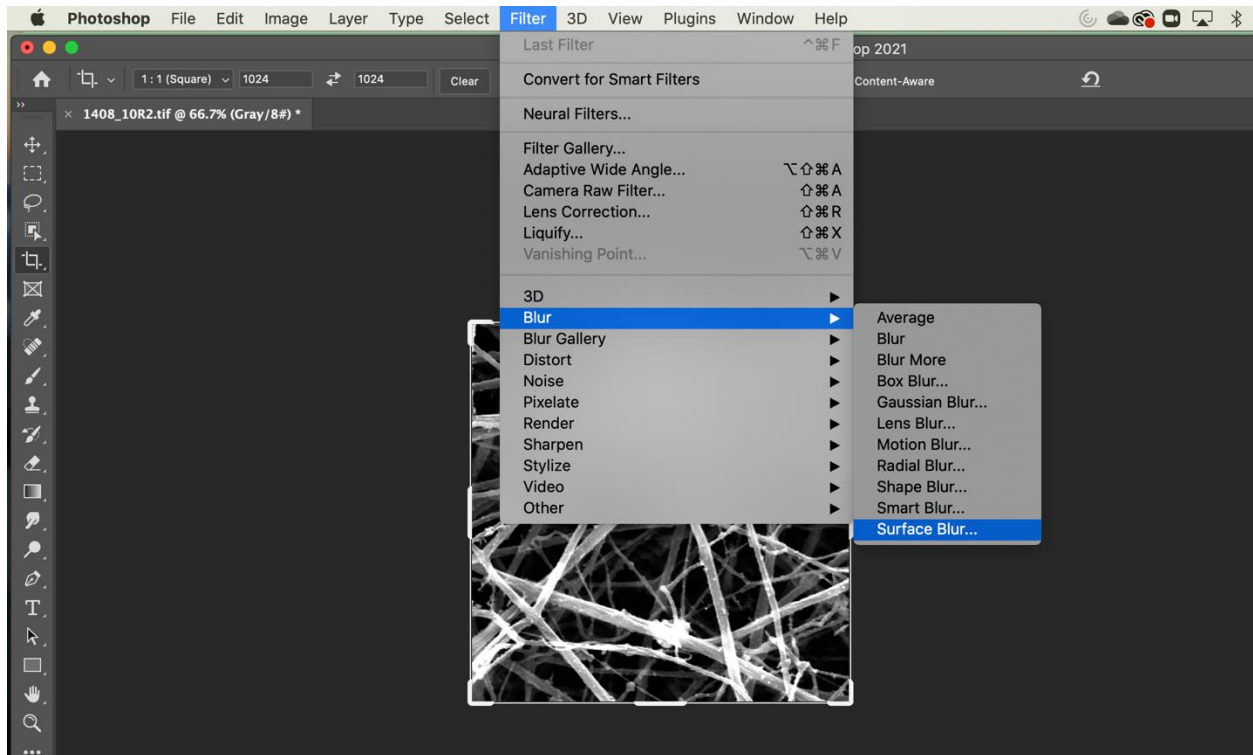 Photoshop File Edit Image Layer Type Select Filter 3D View Plugins Window Help
op 2021
1 : 1 (Square) 1024 1024 Clear Content-Aware
× 1408_10R2.tif @ 66.7% (Gray/8#) *
Last Filter ^⌘F
Convert for Smart Filters
Neural Filters...
Filter Gallery...
Adaptive Wide Angle... ⌥⇧⌘A
Camera Raw Filter... ⇧⌘A
Lens Correction... ⇧⌘R
Liquify... ⇧⌘X
Vanishing Point... ⌥⌘V
3D
Blur
Blur Gallery
Distort
Noise
Pixelate
Render
Sharpen
Stylize
Video
Other
Average
Blur
Blur More
Box Blur...
Gaussian Blur...
Lens Blur...
Motion Blur...
Radial Blur...
Shape Blur...
Smart Blur...
Surface Blur...